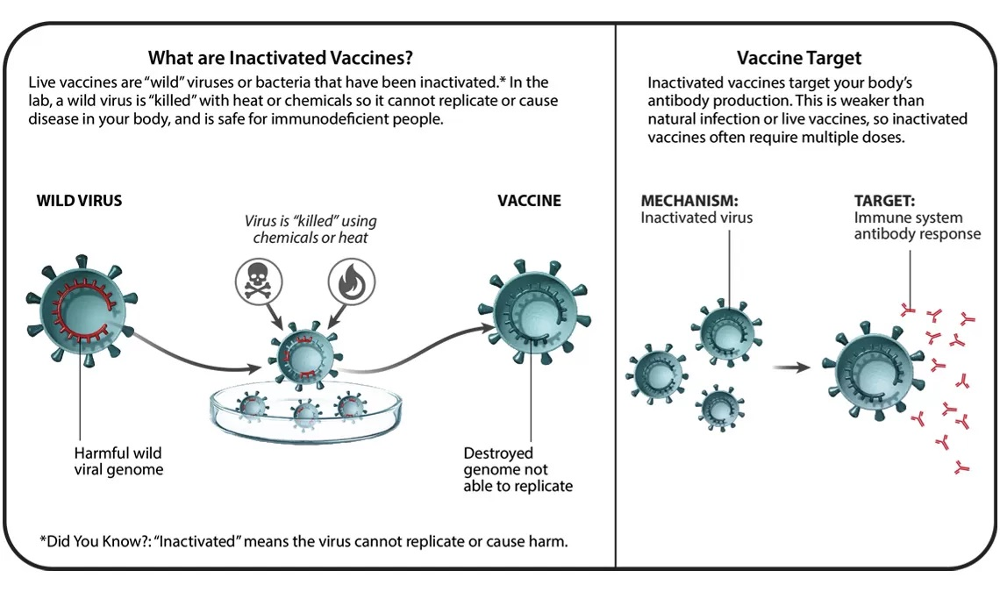 What are Inactivated Vaccines?
Live vaccines are “wild” viruses or bacteria that have been inactivated.* In the
lab, a wild virus is “killed” with heat or chemicals so it cannot replicate or cause
disease in your body, and is safe for immunodeficient people.
WILD VIRUS
Virus is “killed” using
chemicals or heat
VACCINE
Harmful wild
viral genome
Destroyed
genome not
able to replicate
*Did You Know?: “Inactivated” means the virus cannot replicate or cause harm.
Vaccine Target
Inactivated vaccines target your body’s
antibody production. This is weaker than
natural infection or live vaccines, so inactivated
vaccines often require multiple doses.
MECHANISM:
Inactivated virus
TARGET:
Immune system
antibody response